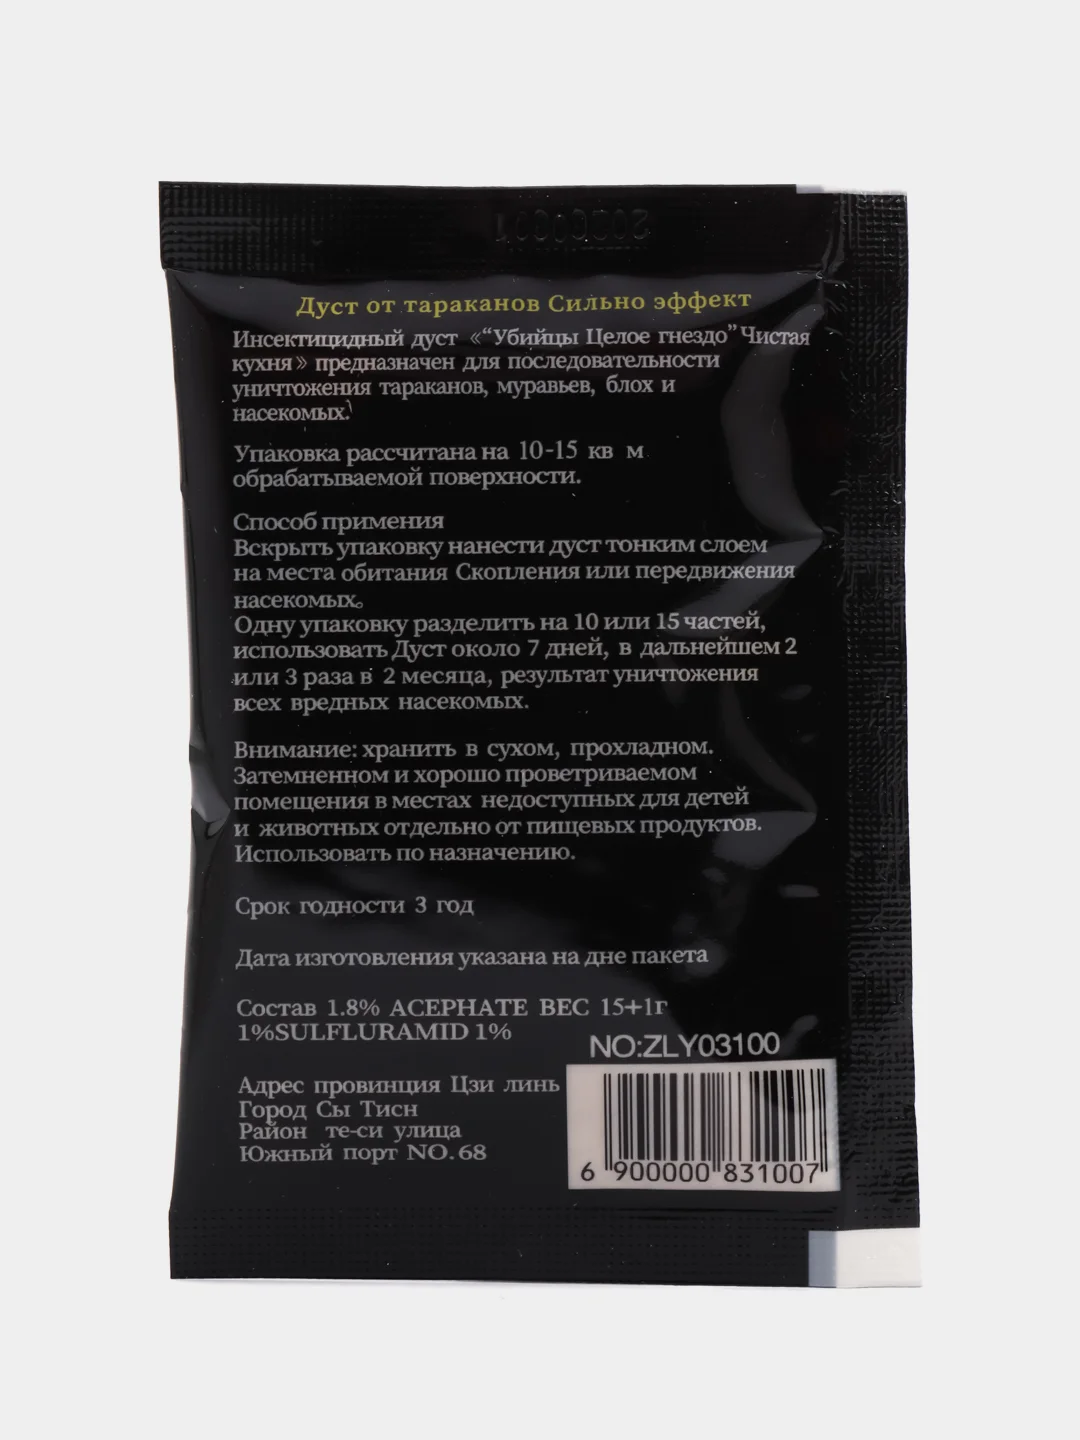 Дуст от тараканов Сильно эффект
Инсектицидный дуст «“Убийцы Целое гнездо” Чистая
кухня» предназначен для последовательности
уничтожения тараканов, муравьев, блох и
насекомых.
Упаковка рассчитана на 10-15 кв м
обрабатываемой поверхности.
Способ примения
Вскрыть упаковку нанести дуст тонким слоем
на места обитания Скопления или передвижения
насекомых。
Одну упаковку разделить на 10 или 15 частей,
использовать Дуст около 7 дней, в дальнейшем 2
или 3 раза в 2 месяца, результат уничтожения
всех вредных насекомых.
Внимание: хранить в сухом, прохладном.
Затемненном и хорошо проветриваемом
помещения в местах недоступных для детей
и животных отдельно от пищевых продуктов.
Использовать по назначению.
Срок годности 3 год
Дата изготовления указана на дне пакета
Состав 1.8% ACEPHATE ВЕС 15+1г
1%SULFLURAMID 1%
NO:ZLY03100
Адрес провинция Цзи линь
Город Сы Тисн
Район те-си улица
Южный порт NO.68
6 900000 831007